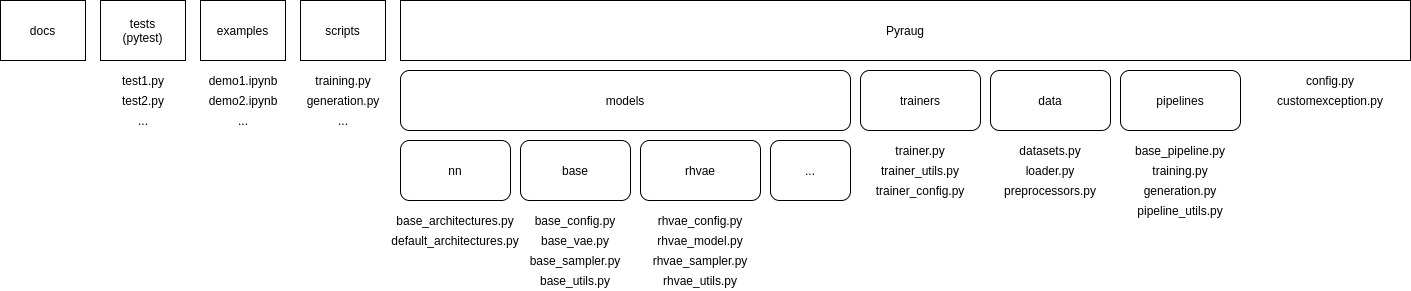 docs
tests
(pytest)
examples
scripts
Pyraug
test1.py
test2.py
...
demo1.ipynb
demo2.ipynb
...
training.py
generation.py
...
models
trainers
data
pipelines
config.py
customexception.py
nn
base
rhvae
...
trainer.py
trainer_utils.py
trainer_config.py
datasets.py
loader.py
preprocessors.py
base_pipeline.py
training.py
generation.py
pipeline_utils.py
base_architectures.py
default_architectures.py
base_config.py
base_vae.py
base_sampler.py
base_utils.py
rhvae_config.py
rhvae_model.py
rhvae_sampler.py
rhvae_utils.py